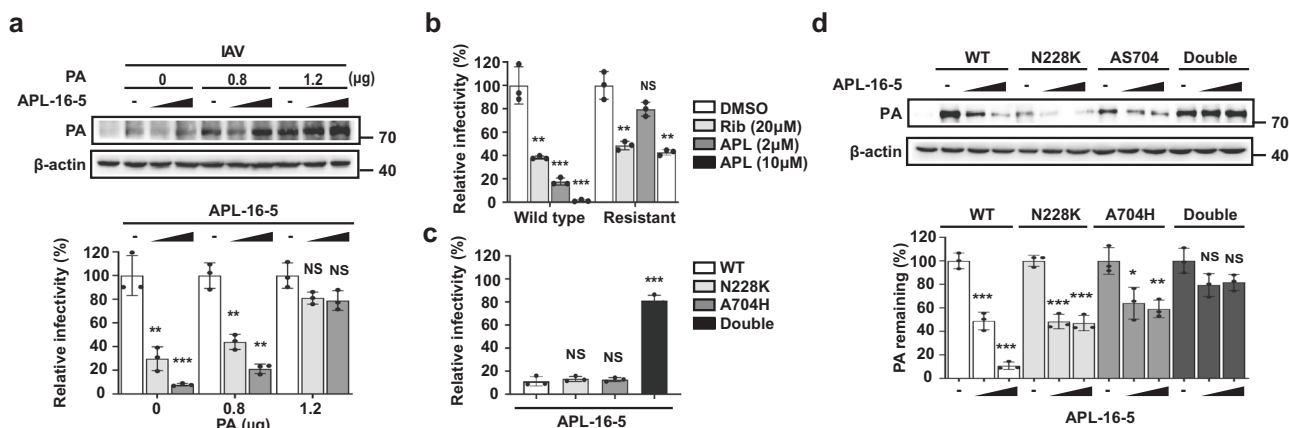 a
IAV
PA 0 0.8 1.2 (µg)
APL-16-5 - - -
PA 70
β-actin 40
APL-16-5
- - -
Relative infectivity (%)
120
100
80
60
40
20
0
** *** ** ** NS NS
0 0.8 1.2
PA (µg)
b
Relative infectivity (%)
120
100
80
60
40
20
0
** *** *** ** NS **
Wild type Resistant
DMSO
Rib (20µM)
APL (2µM)
APL (10µM)
c
Relative infectivity (%)
120
100
80
60
40
20
0
NS NS ***
APL-16-5
WT
N228K
A704H
Double
d
WT N228K AS704 Double
APL-16-5 - - - -
PA 70
β-actin 40
WT N228K A704H Double
PA remaining (%)
120
100
80
60
40
20
0
*** *** *** *** * ** NS NS
- - - -
APL-16-5